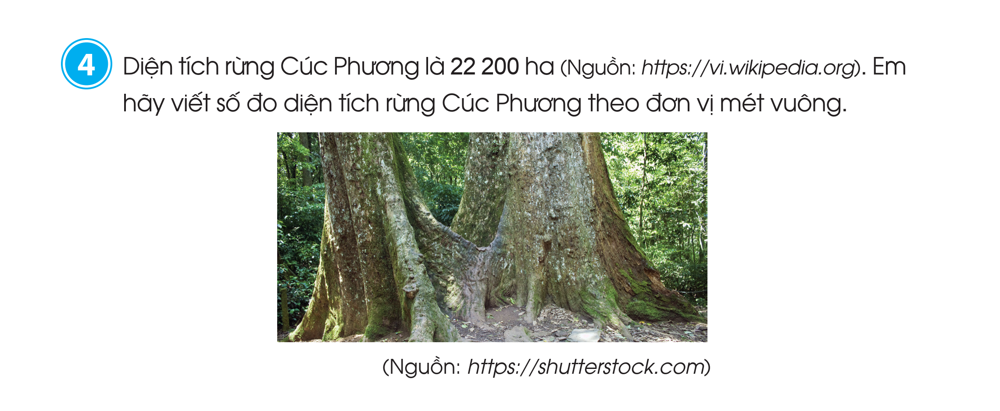 4 Diện tích rừng Cúc Phương là 22 200 ha (Nguồn: https://vi.wikipedia.org). Em
hãy viết số đo diện tích rừng Cúc Phương theo đơn vị mét vuông.
(Nguồn: https://shutterstock.com)